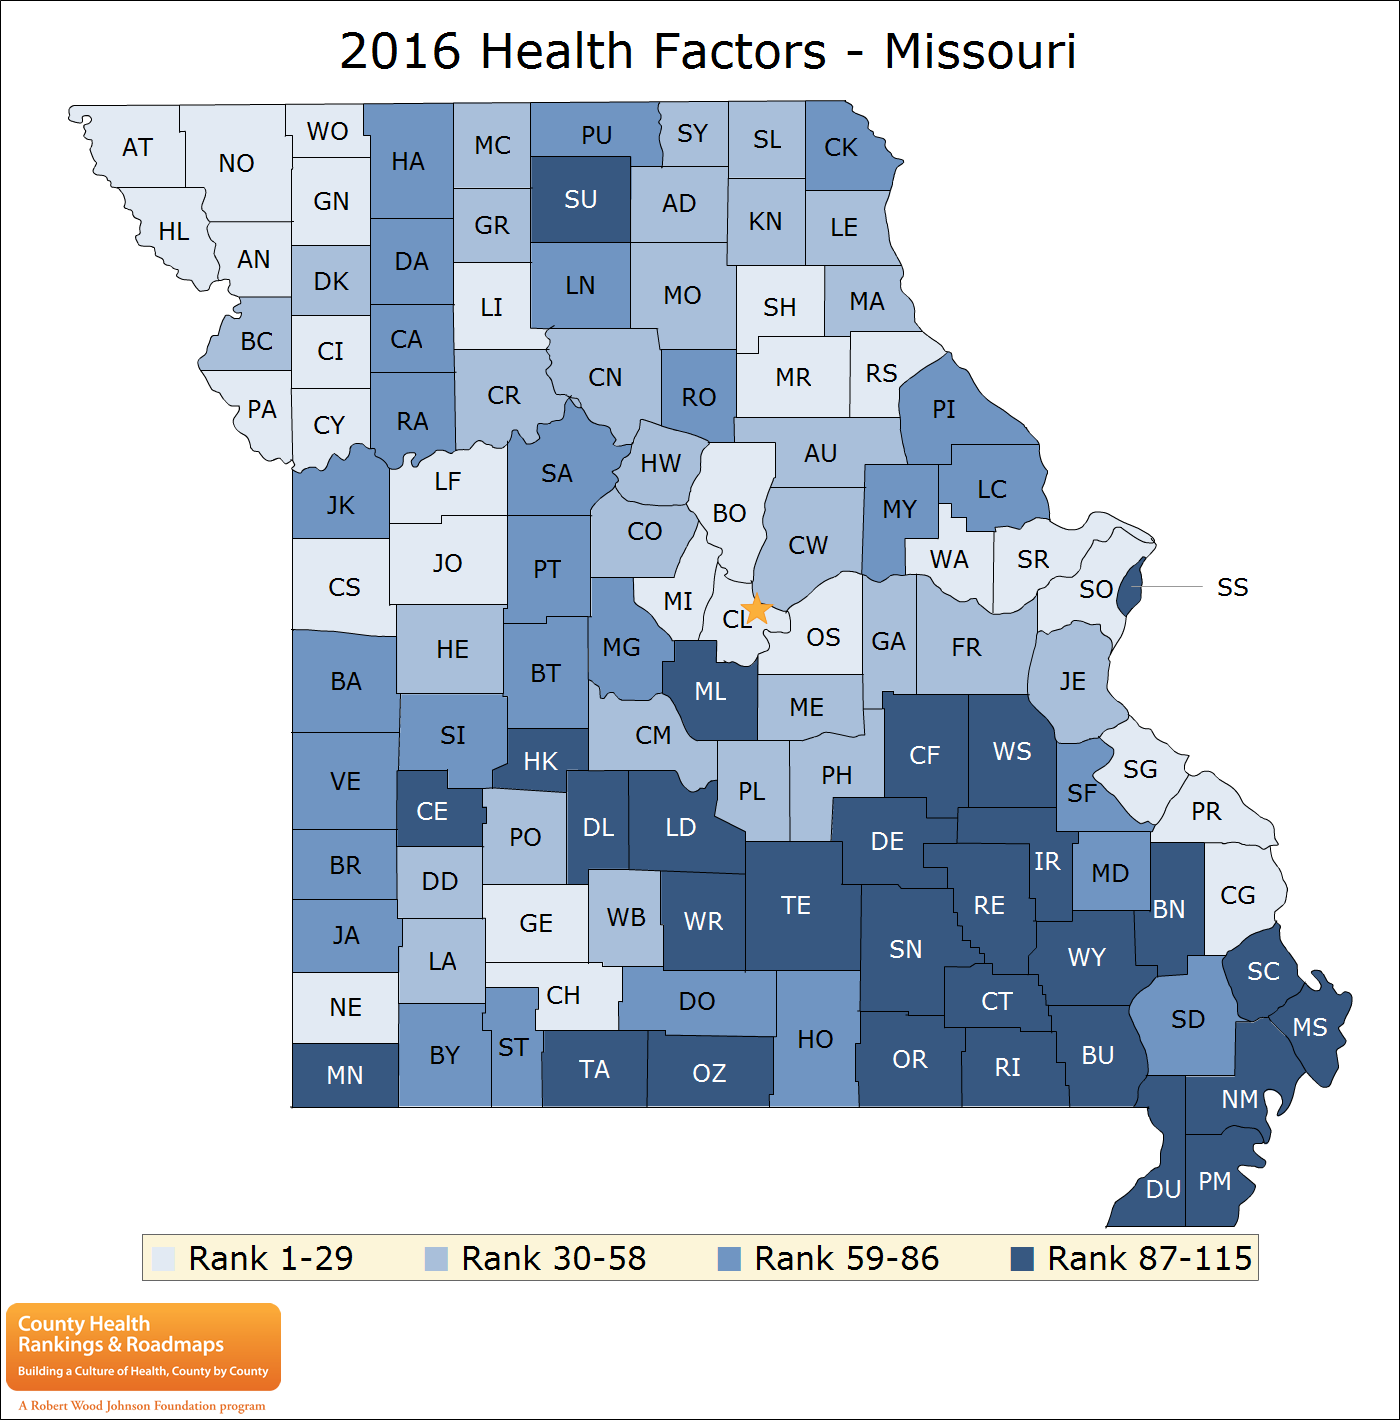 2016 Health Factors - Missouri
AT
NO
WO
HA
MC
PU
SY
SL
CK
GN
SU
AD
KN
LE
HL
AN
DK
DA
GR
LN
MO
SH
MA
BC
CI
CA
LI
CN
MR
RS
PA
CY
RA
CR
RO
PI
JK
LF
SA
HW
AU
LC
BO
MY
CO
CW
CS
JO
PT
WA
SR
SO
SS
MI
CL
OS
GA
FR
HE
MG
BA
BT
ML
ME
JE
SI
CM
CF
WS
VE
HK
PL
PH
SF
SG
CE
PO
DL
LD
DE
PR
BR
DD
IR
MD
GE
WB
WR
TE
RE
BN
CG
JA
LA
SN
WY
NE
CH
DO
CT
SC
SD
MS
MN
BY
ST
TA
OZ
HO
OR
RI
BU
NM
DU
PM
Rank 1-29 Rank 30-58 Rank 59-86 Rank 87-115
County Health
Rankings & Roadmaps
Building a Culture of Health, County by County
A Robert Wood Johnson Foundation program